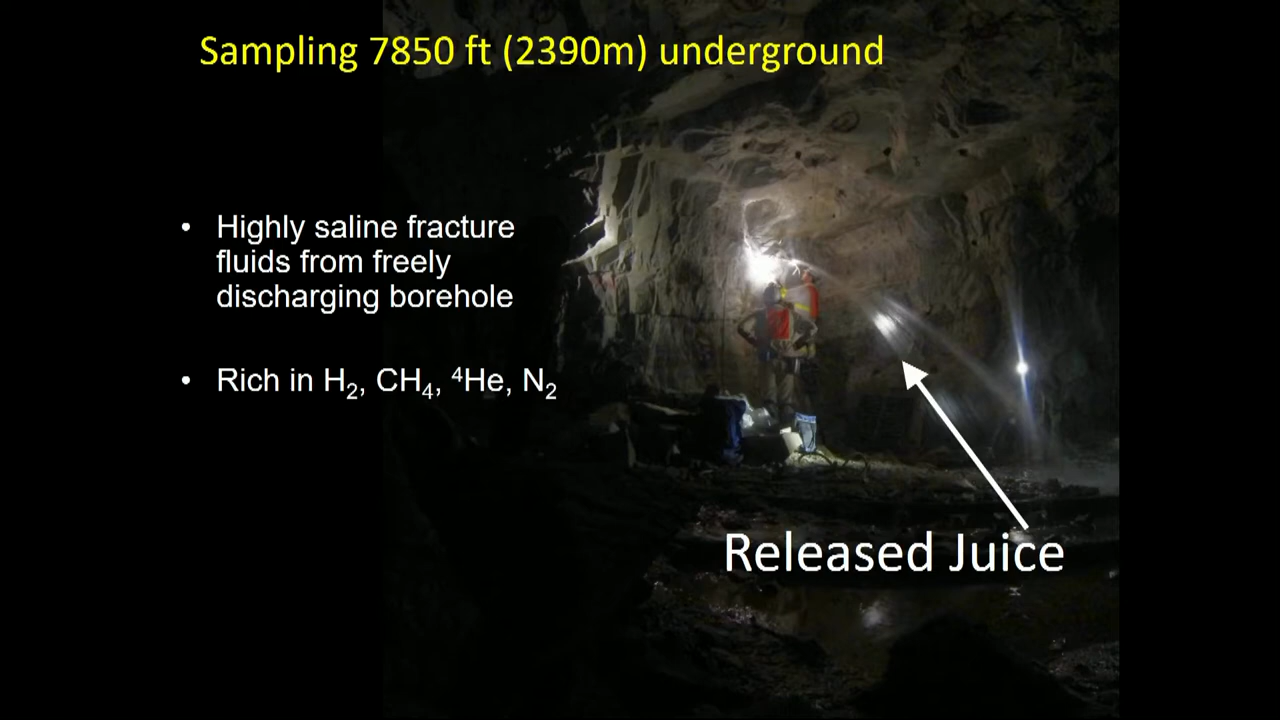 Sampling 7850 ft (2390m) underground
• Highly saline fracture
fluids from freely
discharging borehole
• Rich in H₂, CH₄, ⁴He, N₂
Released Juice